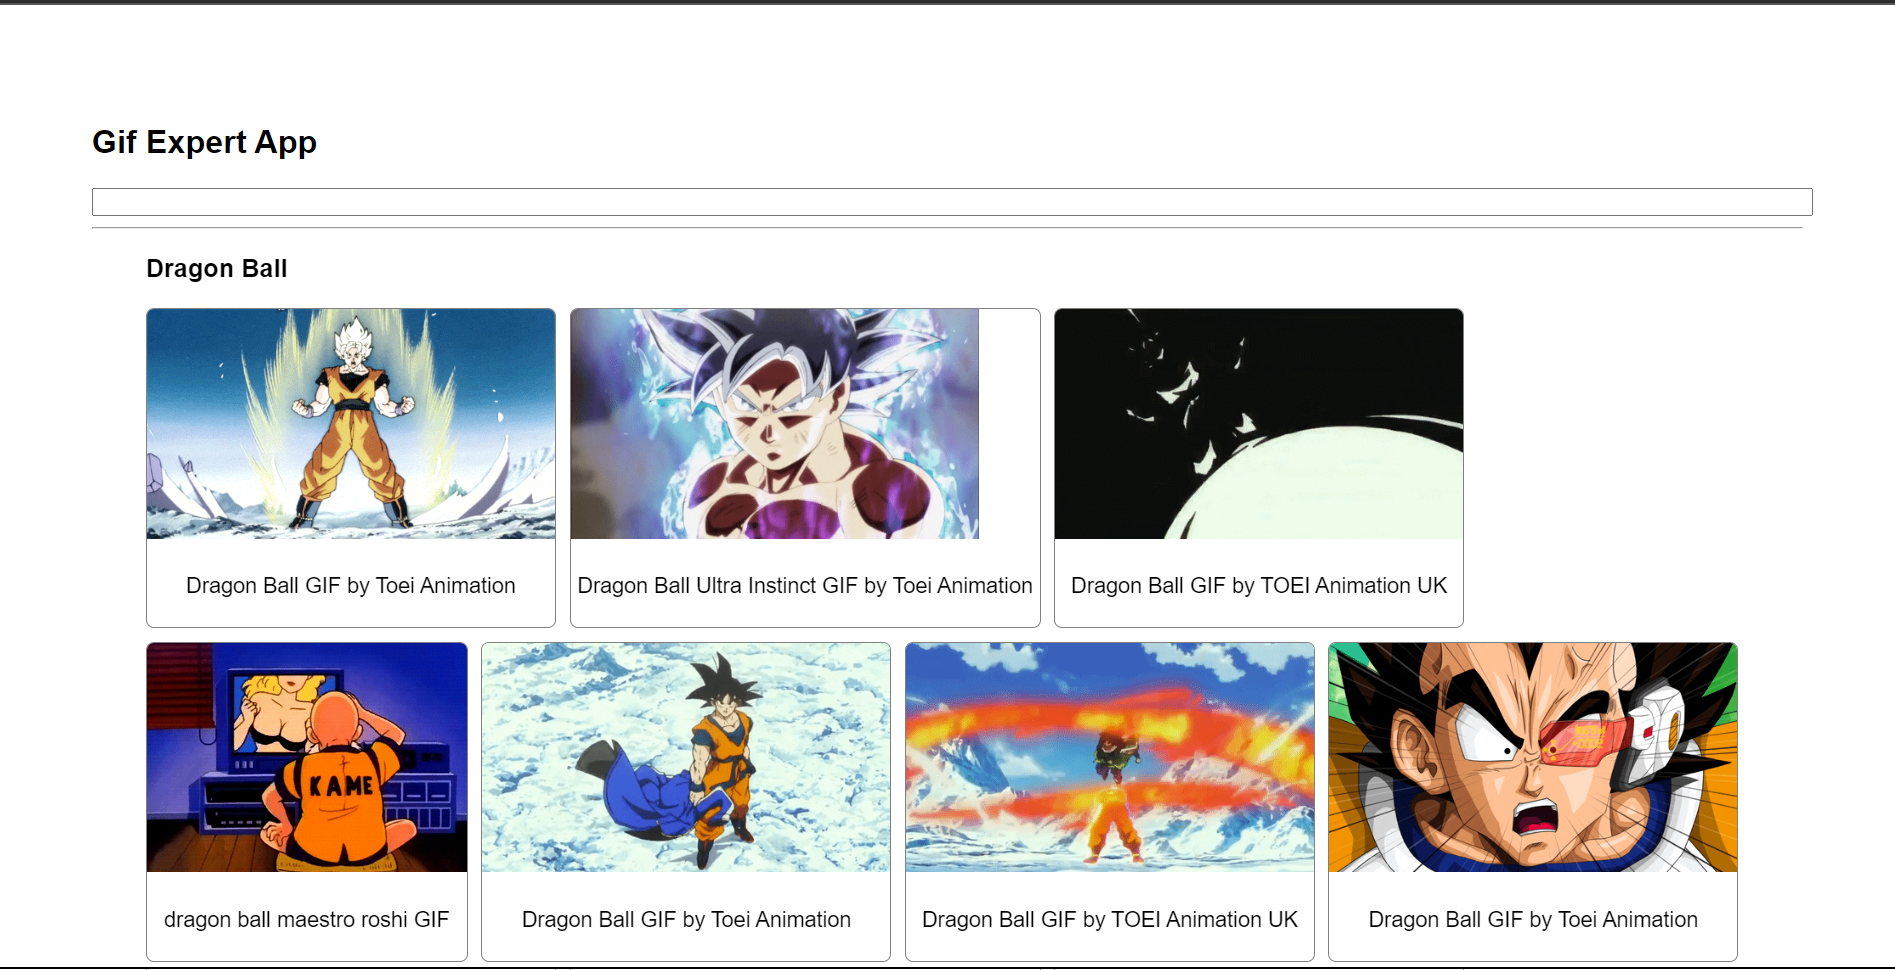 Gif Expert App
Dragon Ball
Dragon Ball GIF by Toei Animation
Dragon Ball Ultra Instinct GIF by Toei Animation
Dragon Ball GIF by TOEI Animation UK
KAME
dragon ball maestro roshi GIF
Dragon Ball GIF by Toei Animation
Dragon Ball GIF by TOEI Animation UK
Dragon Ball GIF by Toei Animation